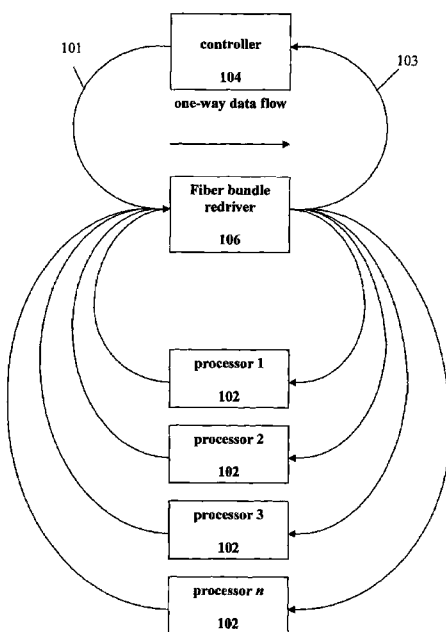 101
controller
104
103
one-way data flow
Fiber bundle
redriver
106
processor 1
102
processor 2
102
processor 3
102
processor n
102